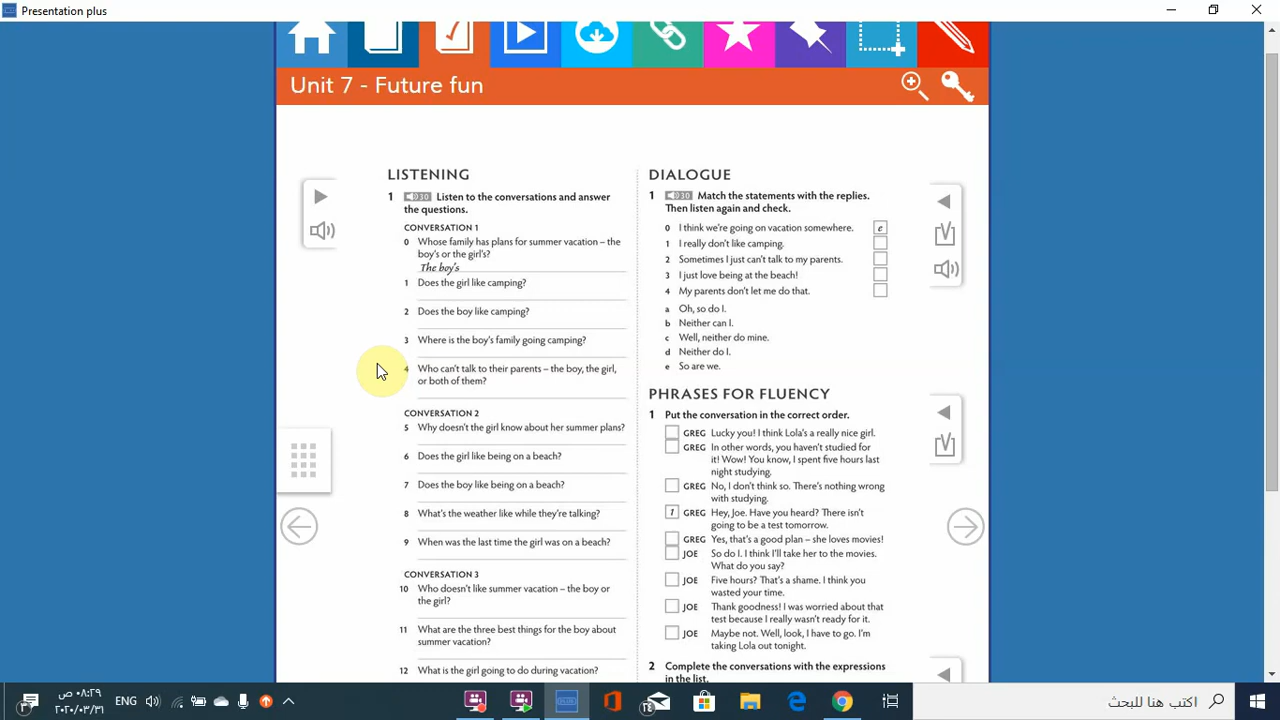 Presentation plus
Unit 7 - Future fun
LISTENING
1 30 Listen to the conversations and answer
the questions.
CONVERSATION 1
0 Whose family has plans for summer vacation – the
boy's or the girl's?
The boy's
1 Does the girl like camping?
2 Does the boy like camping?
3 Where is the boy's family going camping?
4 Who can't talk to their parents – the boy, the girl,
or both of them?
CONVERSATION 2
5 Why doesn't the girl know about her summer plans?
6 Does the girl like being on a beach?
7 Does the boy like being on a beach?
8 What's the weather like while they're talking?
9 When was the last time the girl was on a beach?
CONVERSATION 3
10 Who doesn't like summer vacation – the boy or
the girl?
11 What are the three best things for the boy about
summer vacation?
12 What is the girl going to do during vacation?
DIALOGUE
1 30 Match the statements with the replies.
Then listen again and check.
0 I think we're going on vacation somewhere. e
1 I really don't like camping.
2 Sometimes I just can't talk to my parents.
3 I just love being at the beach!
4 My parents don't let me do that.
a Oh, so do I.
b Neither can I.
c Well, neither do mine.
d Neither do I.
e So are we.
PHRASES FOR FLUENCY
1 Put the conversation in the correct order.
GREG Lucky you! I think Lola's a really nice girl.
GREG In other words, you haven't studied for
it! Wow! You know, I spent five hours last
night studying.
GREG No, I don't think so. There's nothing wrong
with studying.
1 GREG Hey, Joe. Have you heard? There isn't
going to be a test tomorrow.
GREG Yes, that's a good plan – she loves movies!
JOE So do I. I think I'll take her to the movies.
What do you say?
JOE Five hours? That's a shame. I think you
wasted your time.
JOE Thank goodness! I was worried about that
test because I really wasn't ready for it.
JOE Maybe not. Well, look, I have to go. I'm
taking Lola out tonight.
2 Complete the conversations with the expressions
in the list.
٠٨:٢٩ ص
٢٠٢٠/٠٣/٣١
ENG
اكتب هنا للبحث